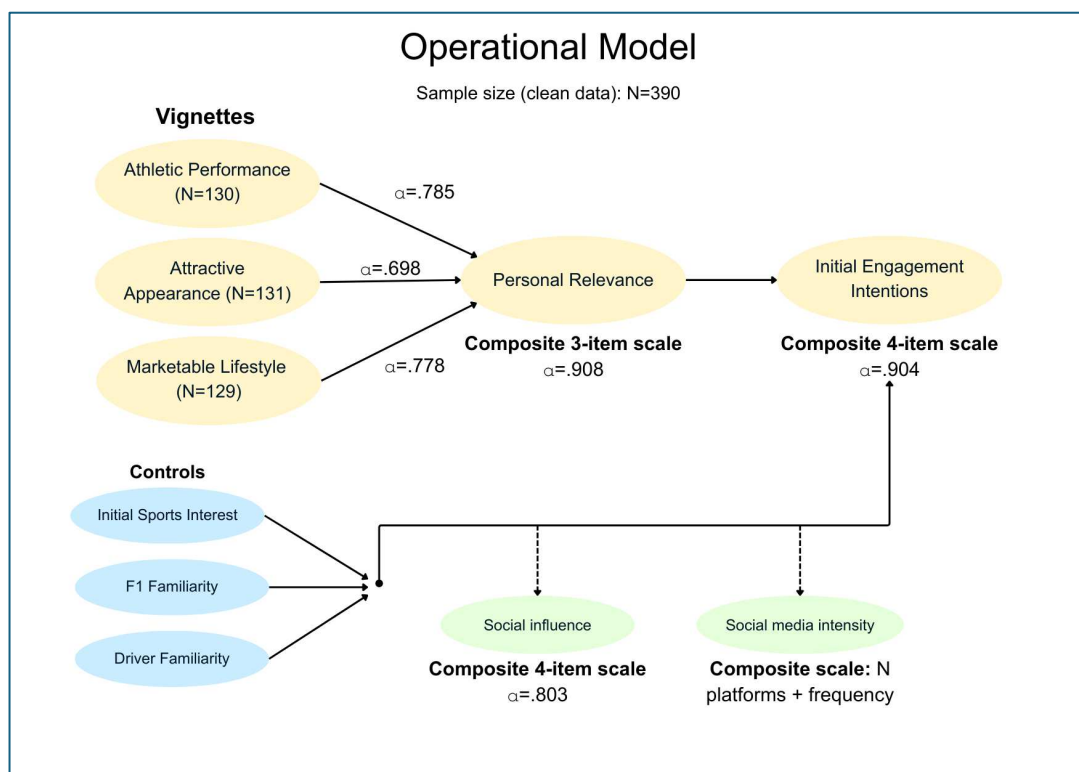 Operational Model
Sample size (clean data): N=390
Vignettes
Athletic Performance
(N=130)
α=.785
Attractive
Appearance (N=131)
α=.698
Marketable Lifestyle
(N=129)
α=.778
Personal Relevance
Composite 3-item scale
α=.908
Initial Engagement
Intentions
Composite 4-item scale
α=.904
Controls
Initial Sports Interest
F1 Familiarity
Driver Familiarity
Social influence
Composite 4-item scale
α=.803
Social media intensity
Composite scale: N
platforms + frequency